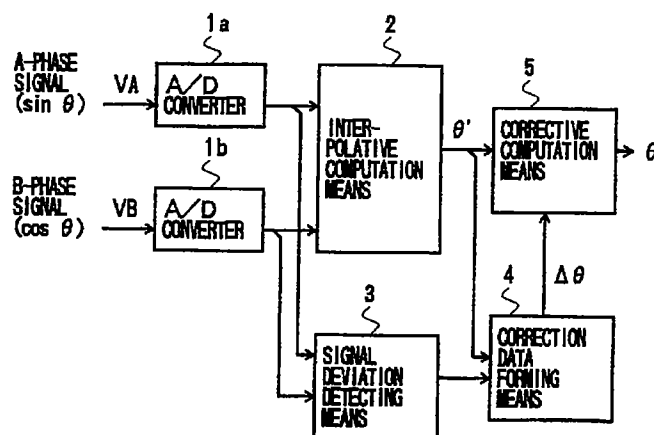 1a
2
A-PHASE
SIGNAL
(sin θ)
VA
A/D
CONVERTER
5
1b
INTER-
POLATIVE
COMPUTATION
MEANS
θ'
CORRECTIVE
COMPUTATION
MEANS
θ
B-PHASE
SIGNAL
(cos θ)
VB
A/D
CONVERTER
3
4
Δθ
SIGNAL
DEVIATION
DETECTING
MEANS
CORRECTION
DATA
FORMING
MEANS